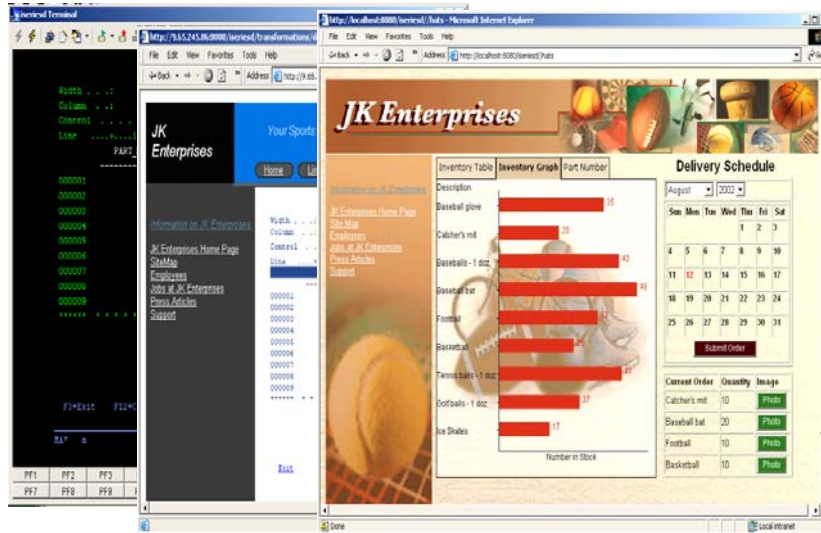 iseriesd Terminal
Width . . .:
Column . .:
Control . . . .
Line ....+....
PART_
000001
000002
000003
000004
000005
000006
000007
000008
000009
****** * * * *
F3=Exit F12=C
MA* a
PF1 PF2 PF3
PF7 PF8 PF9
File Edit View Favorites Tools Help
Back Address
JK
Enterprises
Your Sports
Home
Information on JK Enterprises
JK Enterprises Home Page
SiteMap
Employees
Jobs at JK Enterprises
Press Articles
Support
Width . . .:
Column . .:
Control . . .
Line ....
000001
000002
000003
000004
000005
000006
000007
000008
000009
****** * *
Exit
http://localhost:8080/iseriesd//hats - Microsoft Internet Explorer
File Edit View Favorites Tools Help
Back Address http://localhost:8080/iseriesd//hats
JK Enterprises
Information on JK Enterprises
JK Enterprises Home Page
Site Map
Employees
Jobs at JK Enterprises
Press Articles
Support
Inventory Table Inventory Graph Part Number
Description
Baseball glove 35
Catcher's mit 20
Baseballs - 1 doz.
Baseball bat 46
Football
Basketball
Tennis balls - 1 doz. 41
Golf balls - 1 doz. 27
Ice Skates 17
Number in Stock
Delivery Schedule
August 2002
Sun Mon Tue Wed Thu Fri Sat
1 2 3
4 5 6 7 8 9 10
11 12 13 14 15 16 17
18 19 20 21 22 23 24
25 26 27 28 29 30 31
Submit Order
Current Order Quantity Image
Catcher's mit 10 Photo
Baseball bat 20 Photo
Football 10 Photo
Basketball 10 Photo
Done Local intranet